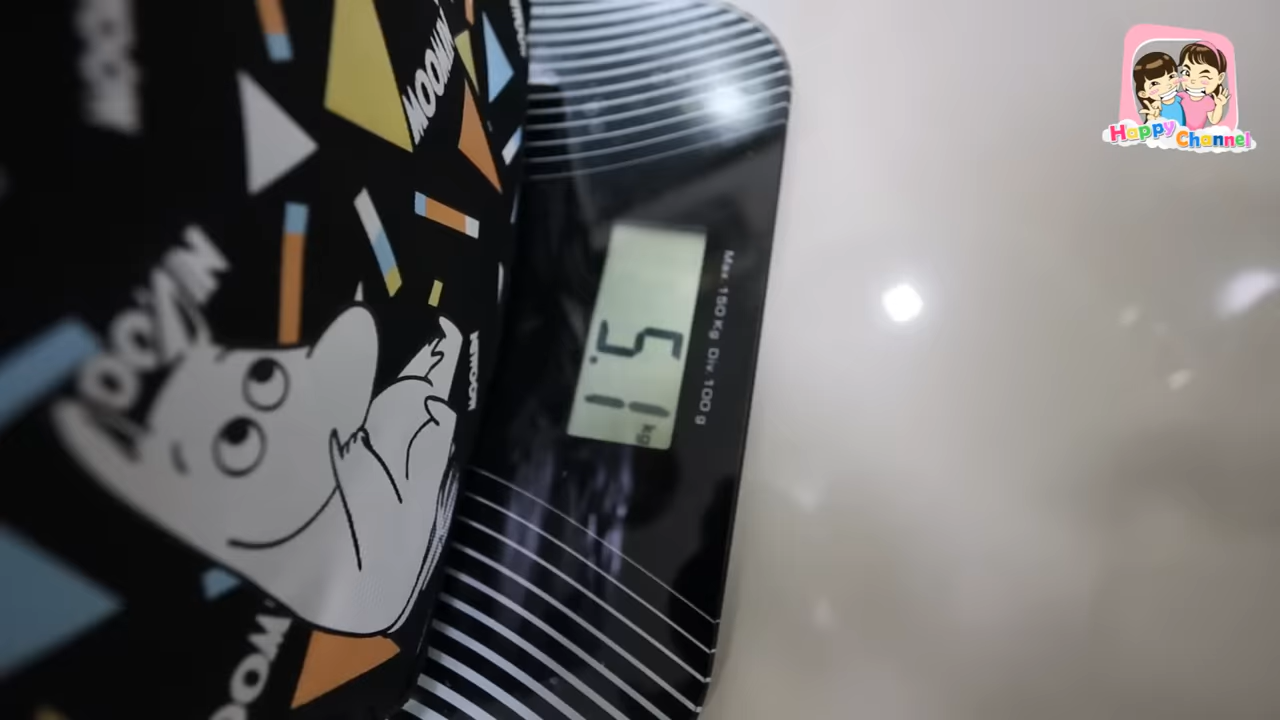 MOOMIN
MOOMIN
MOOMIN
5.1 kg
Max 150 Kg Div. 100 g
Happy Channel